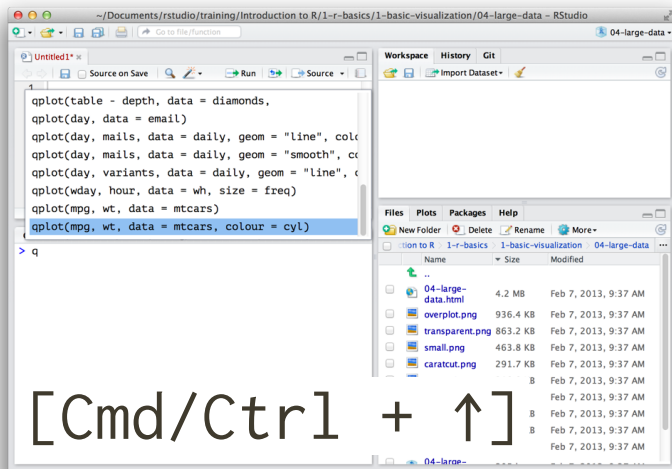 ~/Documents/rstudio/training/Introduction to R/1-r-basics/1-basic-visualization/04-large-data - RStudio
Go to file/function
04-large-data
Untitled1*
Source on Save
Run
Source
1
qplot(table - depth, data = diamonds,
qplot(day, data = email)
qplot(day, mails, data = daily, geom = "line", colo
qplot(day, mails, data = daily, geom = "smooth", co
qplot(day, variants, data = daily, geom = "line", c
qplot(wday, hour, data = wh, size = freq)
qplot(mpg, wt, data = mtcars)
qplot(mpg, wt, data = mtcars, colour = cyl)
> q
[Cmd/Ctrl + ↑]
Workspace History Git
Import Dataset
Files Plots Packages Help
New Folder Delete Rename More
ction to R 1-r-basics 1-basic-visualization 04-large-data ...
Name Size Modified
..
04-large-data.html 4.2 MB Feb 7, 2013, 9:37 AM
overplot.png 936.4 KB Feb 7, 2013, 9:37 AM
transparent.png 863.2 KB Feb 7, 2013, 9:37 AM
small.png 463.8 KB Feb 7, 2013, 9:37 AM
caratcut.png 291.7 KB Feb 7, 2013, 9:37 AM
B Feb 7, 2013, 9:37 AM
Feb 7, 2013, 9:37 AM
B Feb 7, 2013, 9:37 AM
B Feb 7, 2013, 9:37 AM
Feb 7, 2013, 9:37 AM
04-large-